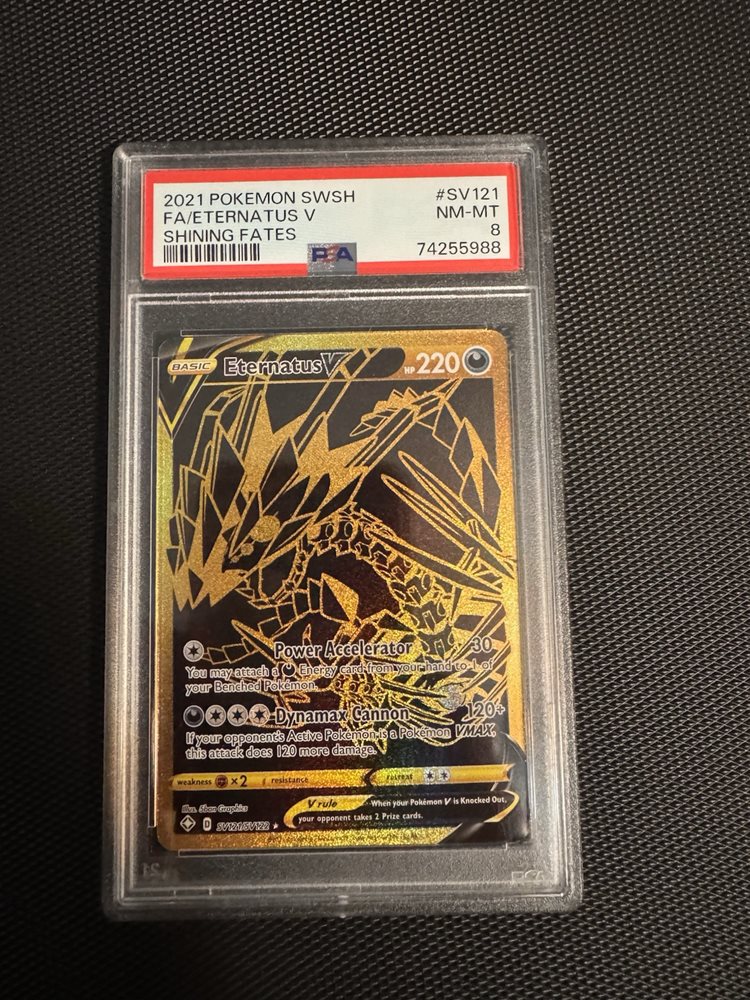 2021 POKEMON SWSH #SV121
FA/ETERNATUS V NM-MT
SHINING FATES 8
PSA 74255988
BASIC Eternatus V HP 220
Power Accelerator 30
You may attach a Energy card from your hand to 1 of
your Benched Pokémon.
Dynamax Cannon 120+
If your opponent's Active Pokémon is a Pokémon VMAX,
this attack does 120 more damage.
weakness ×2 resistance retreat
Illus. 5ban Graphics
V rule When your Pokémon V is Knocked Out,
your opponent takes 2 Prize cards.
D SV121/SV122